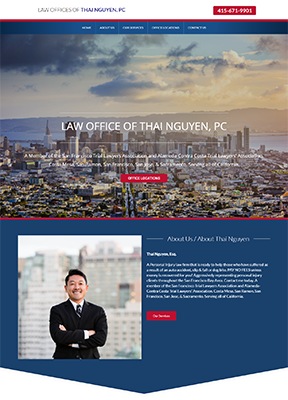 LAW OFFICES OF THAI NGUYEN, PC
415-671-9901
HOME ABOUT OUR SERVICES OFFICE LOCATIONS CONTACT US
LAW OFFICE OF THAI NGUYEN, PC
A Member of the San Francisco Trial Lawyers Association and Alameda-Contra Costa Trial Lawyers' Association.
Costa Mesa, San Ramon, San Francisco, San Jose, & Sacramento. Serving all of California.
OFFICE LOCATIONS
About Us / About Thai Nguyen
Thai Nguyen, Esq.
A Personal Injury law firm that is ready to help those who have suffered as
a result of an auto accident, slip & fall or dog bite. PAY NO FEES unless
money is recovered for you! Aggressively representing personal injury
clients throughout the San Francisco Bay Area. Contact me today. A
member of the San Francisco Trial Lawyers Association and Alameda-
Contra Costa Trial Lawyers' Association. Costa Mesa, San Ramon, San
Francisco, San Jose, & Sacramento. Serving all of California.
Our Services